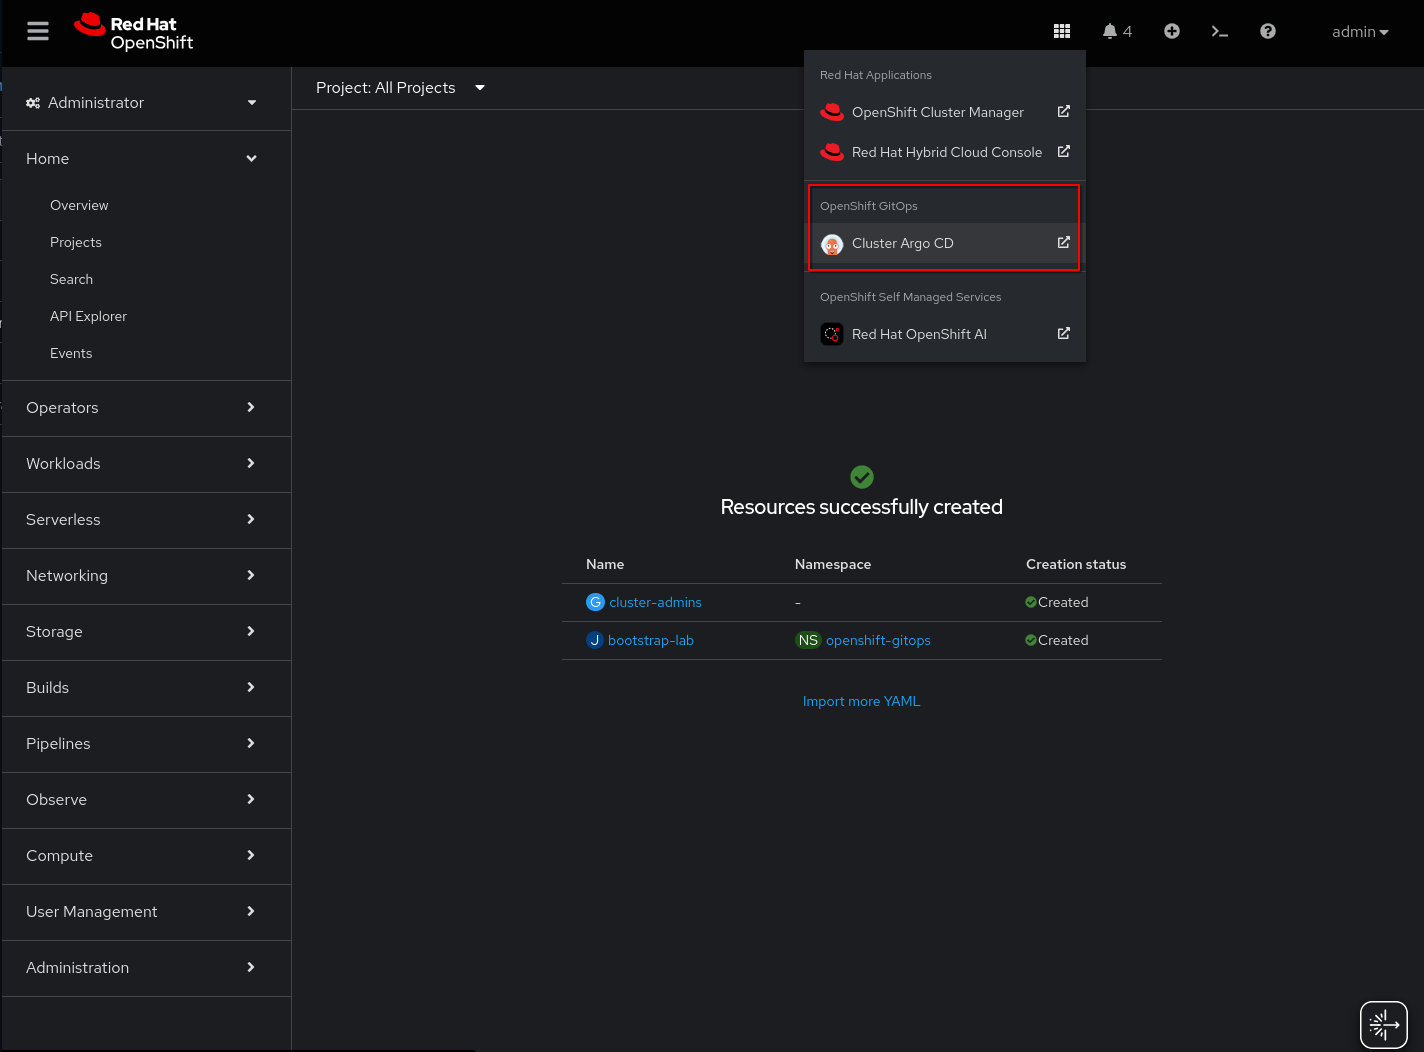 Red Hat
OpenShift
4
admin
Administrator
Home
Overview
Projects
Search
API Explorer
Events
Operators
Workloads
Serverless
Networking
Storage
Builds
Pipelines
Observe
Compute
User Management
Administration
Project: All Projects
Red Hat Applications
OpenShift Cluster Manager
Red Hat Hybrid Cloud Console
OpenShift GitOps
Cluster Argo CD
OpenShift Self Managed Services
Red Hat OpenShift AI
Resources successfully created
Name Namespace Creation status
G cluster-admins - Created
J bootstrap-lab NS openshift-gitops Created
Import more YAML